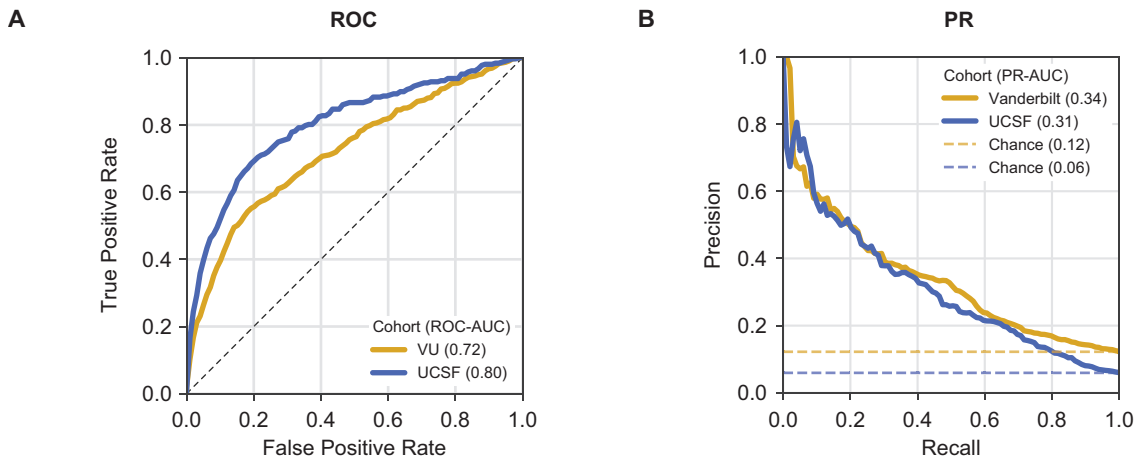 A
ROC
True Positive Rate
1.0
0.8
0.6
0.4
0.2
0.0
Cohort (ROC-AUC)
VU (0.72)
UCSF (0.80)
0.0 0.2 0.4 0.6 0.8 1.0
False Positive Rate
B
PR
Precision
1.0
0.8
0.6
0.4
0.2
0.0
Cohort (PR-AUC)
Vanderbilt (0.34)
UCSF (0.31)
Chance (0.12)
Chance (0.06)
0.0 0.2 0.4 0.6 0.8 1.0
Recall